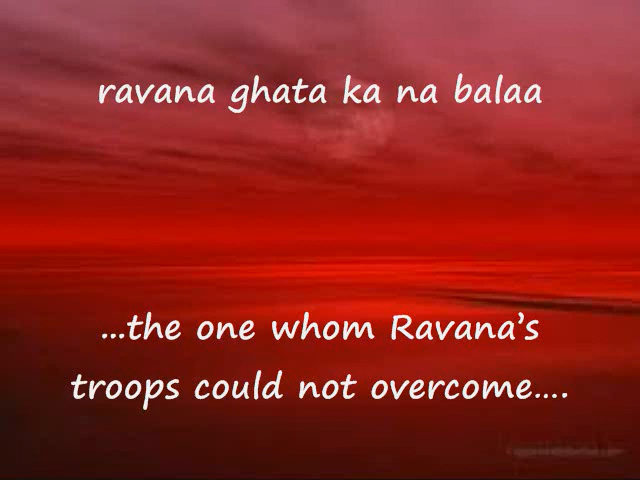 ravana ghata ka na balaa
...the one whom Ravana's
troops could not overcome....